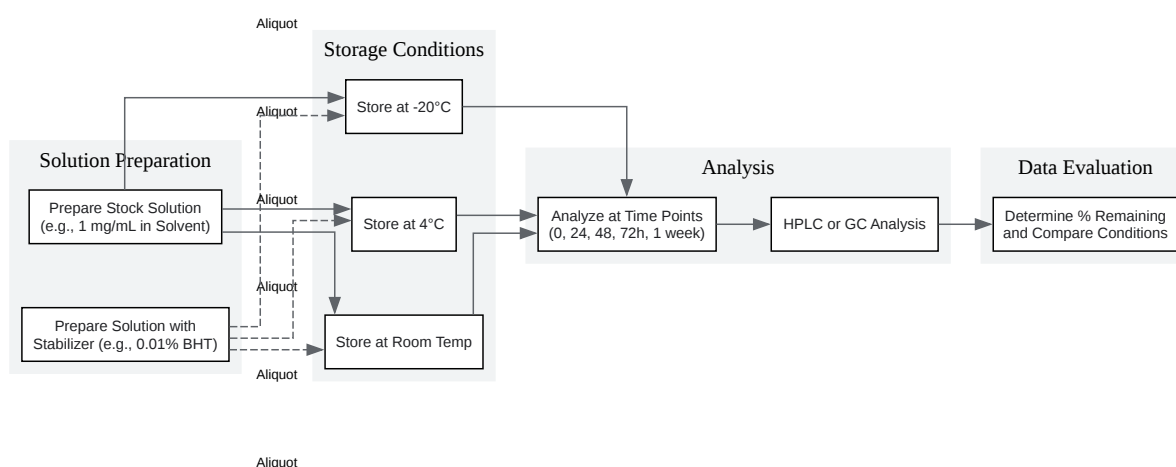 Aliquot
Storage Conditions
Store at -20°C
Aliquot
Solution Preparation
Analysis
Data Evaluation
Prepare Stock Solution
(e.g., 1 mg/mL in Solvent)
Aliquot
Store at 4°C
Analyze at Time Points
(0, 24, 48, 72h, 1 week)
HPLC or GC Analysis
Determine % Remaining
and Compare Conditions
Aliquot
Prepare Solution with
Stabilizer (e.g., 0.01% BHT)
Store at Room Temp
Aliquot
Aliquot